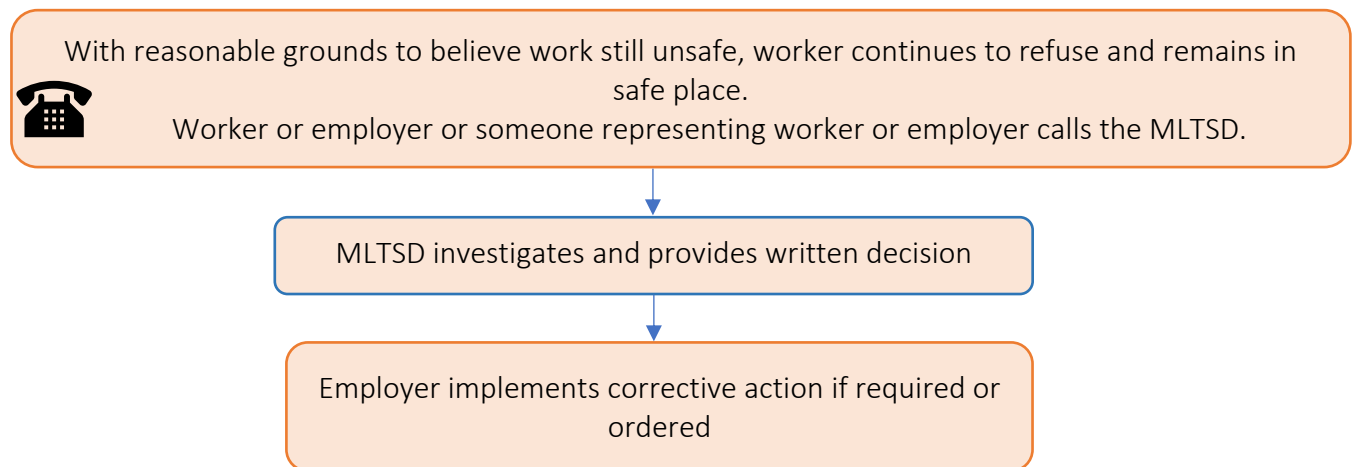 With reasonable grounds to believe work still unsafe, worker continues to refuse and remains in
safe place.
Worker or employer or someone representing worker or employer calls the MLTSD.
MLTSD investigates and provides written decision
Employer implements corrective action if required or
ordered